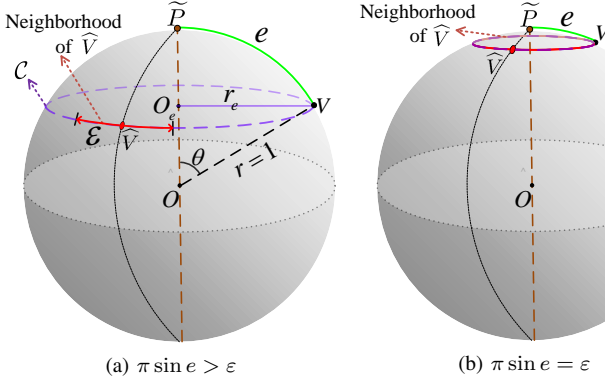 Neighborhood
of V̂
P̃
e
𝒞
O_e
r_e
V
ℰ
V̂
θ
r=1
O
(a) π sin e > ε
Neighborhood
of V̂
P̃
e
V
V̂
O
(b) π sin e = ε